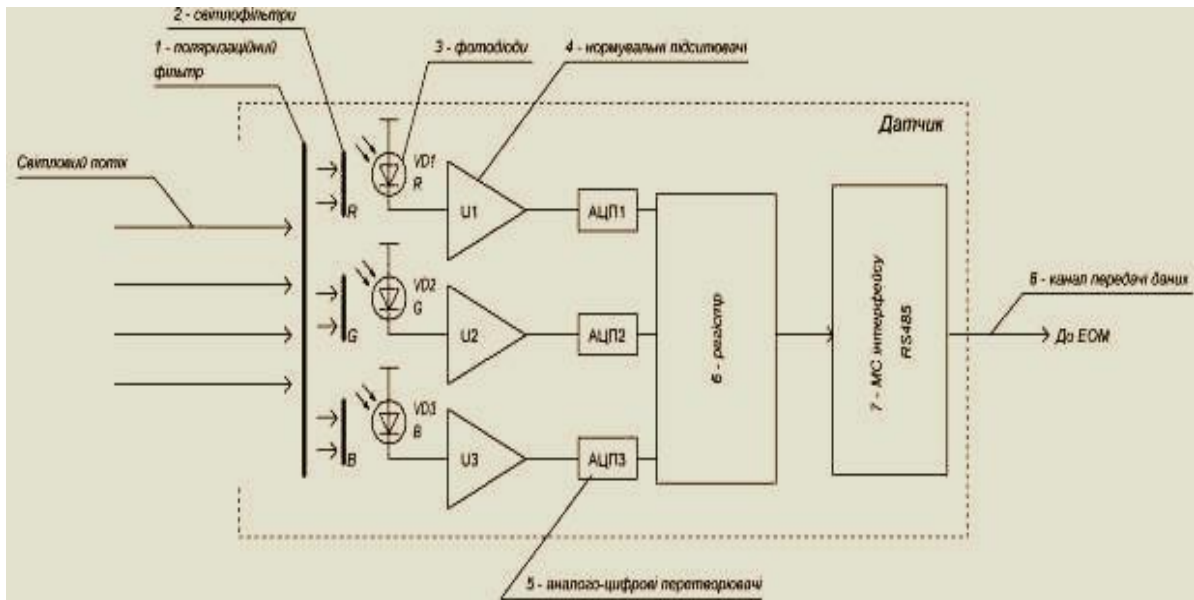 2 - світлофільтри
1 - поляризаційний
фільтр
3 - фотодіоди
4 - нормувальні підситювачі
Датчик
Світловий потік
R
VD1
R
U1
АЦП1
G
VD2
G
U2
АЦП2
B
VD3
B
U3
АЦП3
6 - регістр
7 - МС інтерфейсу
RS485
8 - канал передачі даних
До ЕОМ
5 - аналого-цифрові перетворювачі